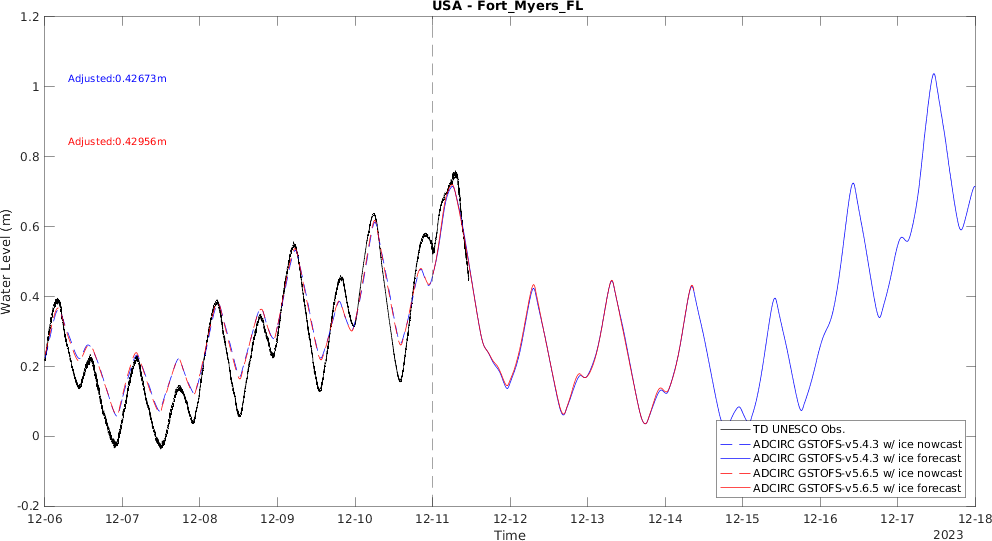 USA - Fort_Myers_FL
1.2
1
0.8
0.6
0.4
0.2
0
-0.2
Water Level (m)
Adjusted:0.42673m
Adjusted:0.42956m
TD UNESCO Obs.
ADCIRC GSTOFS-v5.4.3 w/ ice nowcast
ADCIRC GSTOFS-v5.4.3 w/ ice forecast
ADCIRC GSTOFS-v5.6.5 w/ ice nowcast
ADCIRC GSTOFS-v5.6.5 w/ ice forecast
12-06 12-07 12-08 12-09 12-10 12-11 12-12 12-13 12-14 12-15 12-16 12-17 12-18
Time
2023